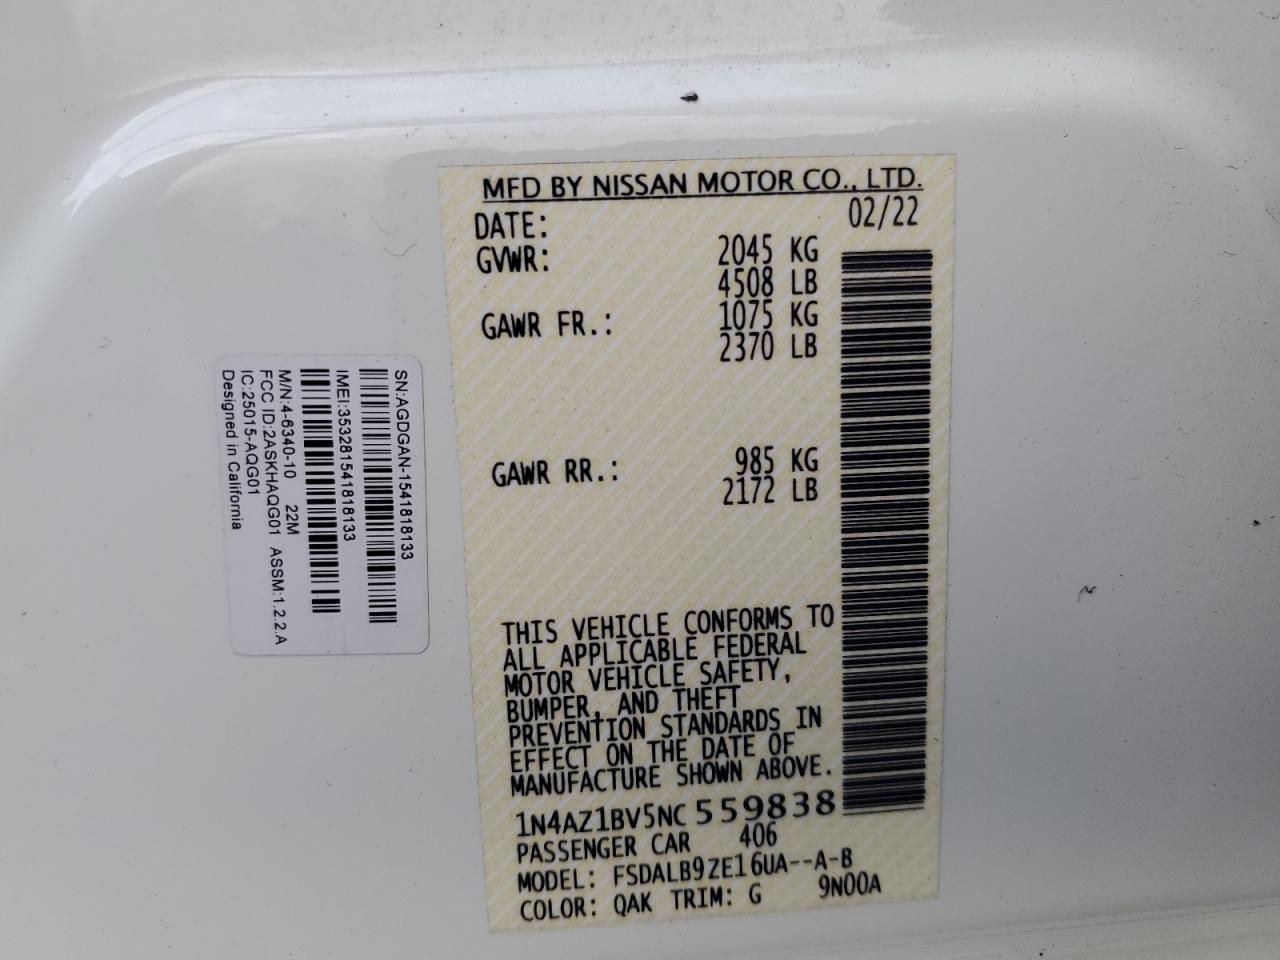 MFD BY NISSAN MOTOR CO., LTD.
DATE: 02/22
GVWR: 2045 KG
4508 LB
GAWR FR.: 1075 KG
2370 LB
GAWR RR.: 985 KG
2172 LB
THIS VEHICLE CONFORMS TO
ALL APPLICABLE FEDERAL
MOTOR VEHICLE SAFETY,
BUMPER, AND THEFT
PREVENTION STANDARDS IN
EFFECT ON THE DATE OF
MANUFACTURE SHOWN ABOVE.
1N4AZ1BV5NC559838
PASSENGER CAR 406
MODEL: FSDALB9ZE16UA--A-B
COLOR: QAK TRIM: G 9N00A
SN:AGDGAN-1541818133
IMEI:353281541818133
M/N:4-6340-10 22M
FCC ID:2ASKHAQG01 ASSM:1.2.2.A
IC:25015-AQG01
Designed in California